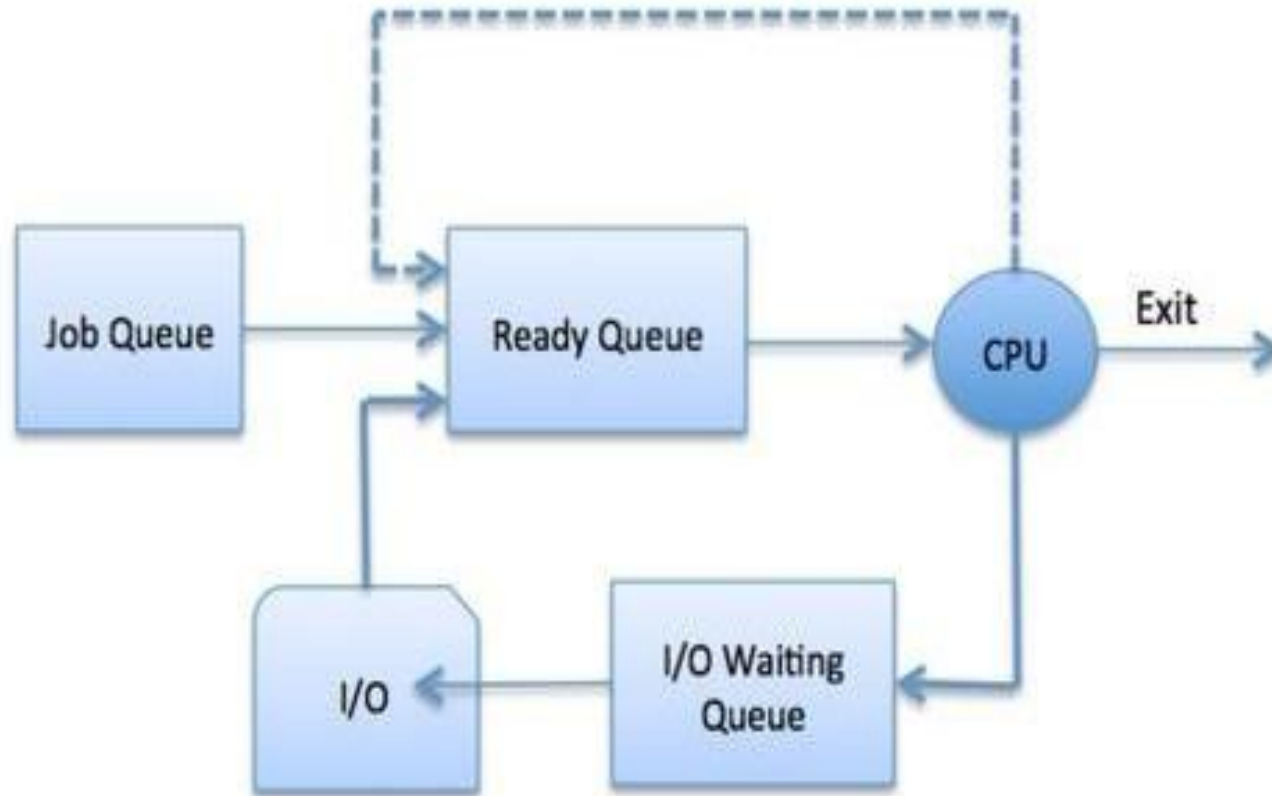 Job Queue
Ready Queue
CPU
Exit
I/O
I/O Waiting
Queue